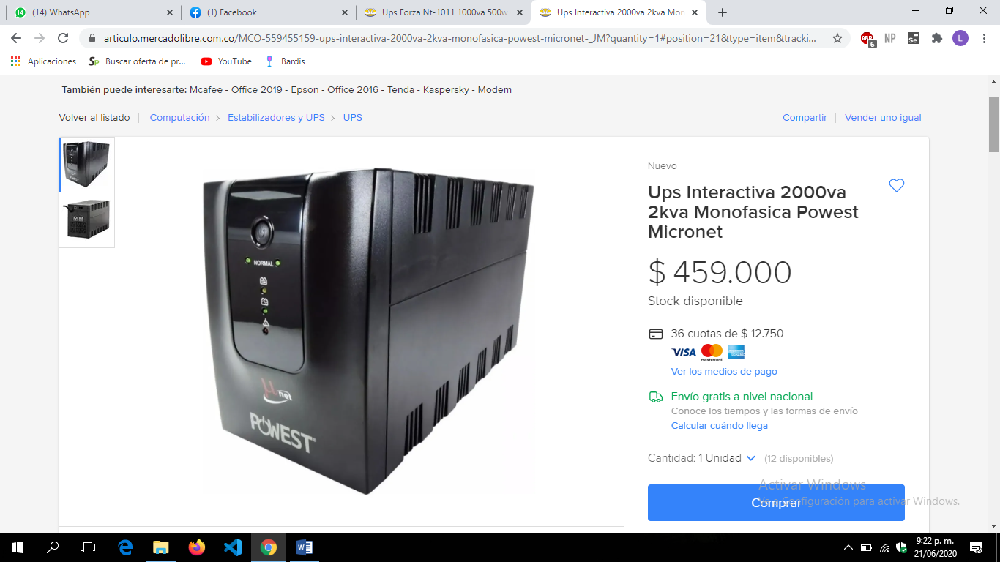 (14) WhatsApp
(1) Facebook
Ups Forza Nt-1011 1000va 500w
Ups Interactiva 2000va 2kva Mon
articulo.mercadolibre.com.co/MCO-559455159-ups-interactiva-2000va-2kva-monofasica-powest-micronet-_JM?quantity=1#position=21&type=item&tracki...
ABP
6
NP
Se
L
Aplicaciones
Sp Buscar oferta de pr...
YouTube
Bardis
También puede interesarte: Mcafee - Office 2019 - Epson - Office 2016 - Tenda - Kaspersky - Modem
Volver al listado
Computación
Estabilizadores y UPS
UPS
Compartir
Vender uno igual
NORMAL
µnet
POWEST
Nuevo
Ups Interactiva 2000va
2kva Monofasica Powest
Micronet
$ 459.000
Stock disponible
36 cuotas de $ 12.750
VISA
mastercard
Ver los medios de pago
Envío gratis a nivel nacional
Conoce los tiempos y las formas de envío
Calcular cuándo llega
Cantidad: 1 Unidad
(12 disponibles)
Activar Windows
Ve a Configuración para activar Windows.
Comprar
9:22 p. m.
21/06/2020